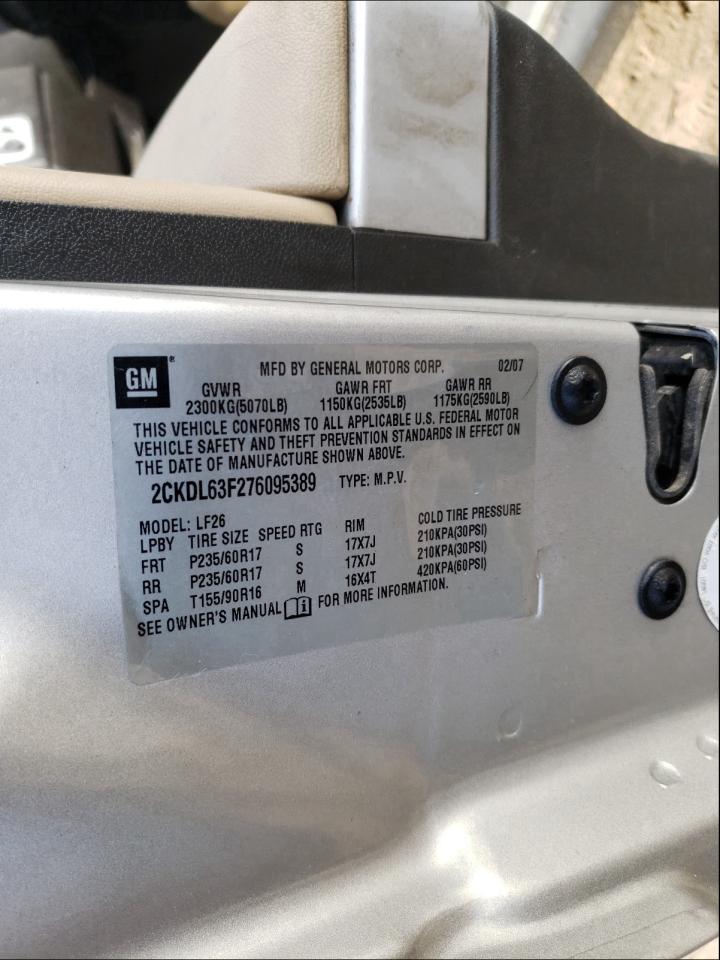 GM ® MFD BY GENERAL MOTORS CORP. 02/07
GVWR GAWR FRT GAWR RR
2300KG(5070LB) 1150KG(2535LB) 1175KG(2590LB)
THIS VEHICLE CONFORMS TO ALL APPLICABLE U.S. FEDERAL MOTOR
VEHICLE SAFETY AND THEFT PREVENTION STANDARDS IN EFFECT ON
THE DATE OF MANUFACTURE SHOWN ABOVE.
2CKDL63F276095389 TYPE: M.P.V.
MODEL: LF26
LPBY TIRE SIZE SPEED RTG RIM COLD TIRE PRESSURE
FRT P235/60R17 S 17X7J 210KPA(30PSI)
RR P235/60R17 S 17X7J 210KPA(30PSI)
SPA T155/90R16 M 16X4T 420KPA(60PSI)
SEE OWNER'S MANUAL i FOR MORE INFORMATION.